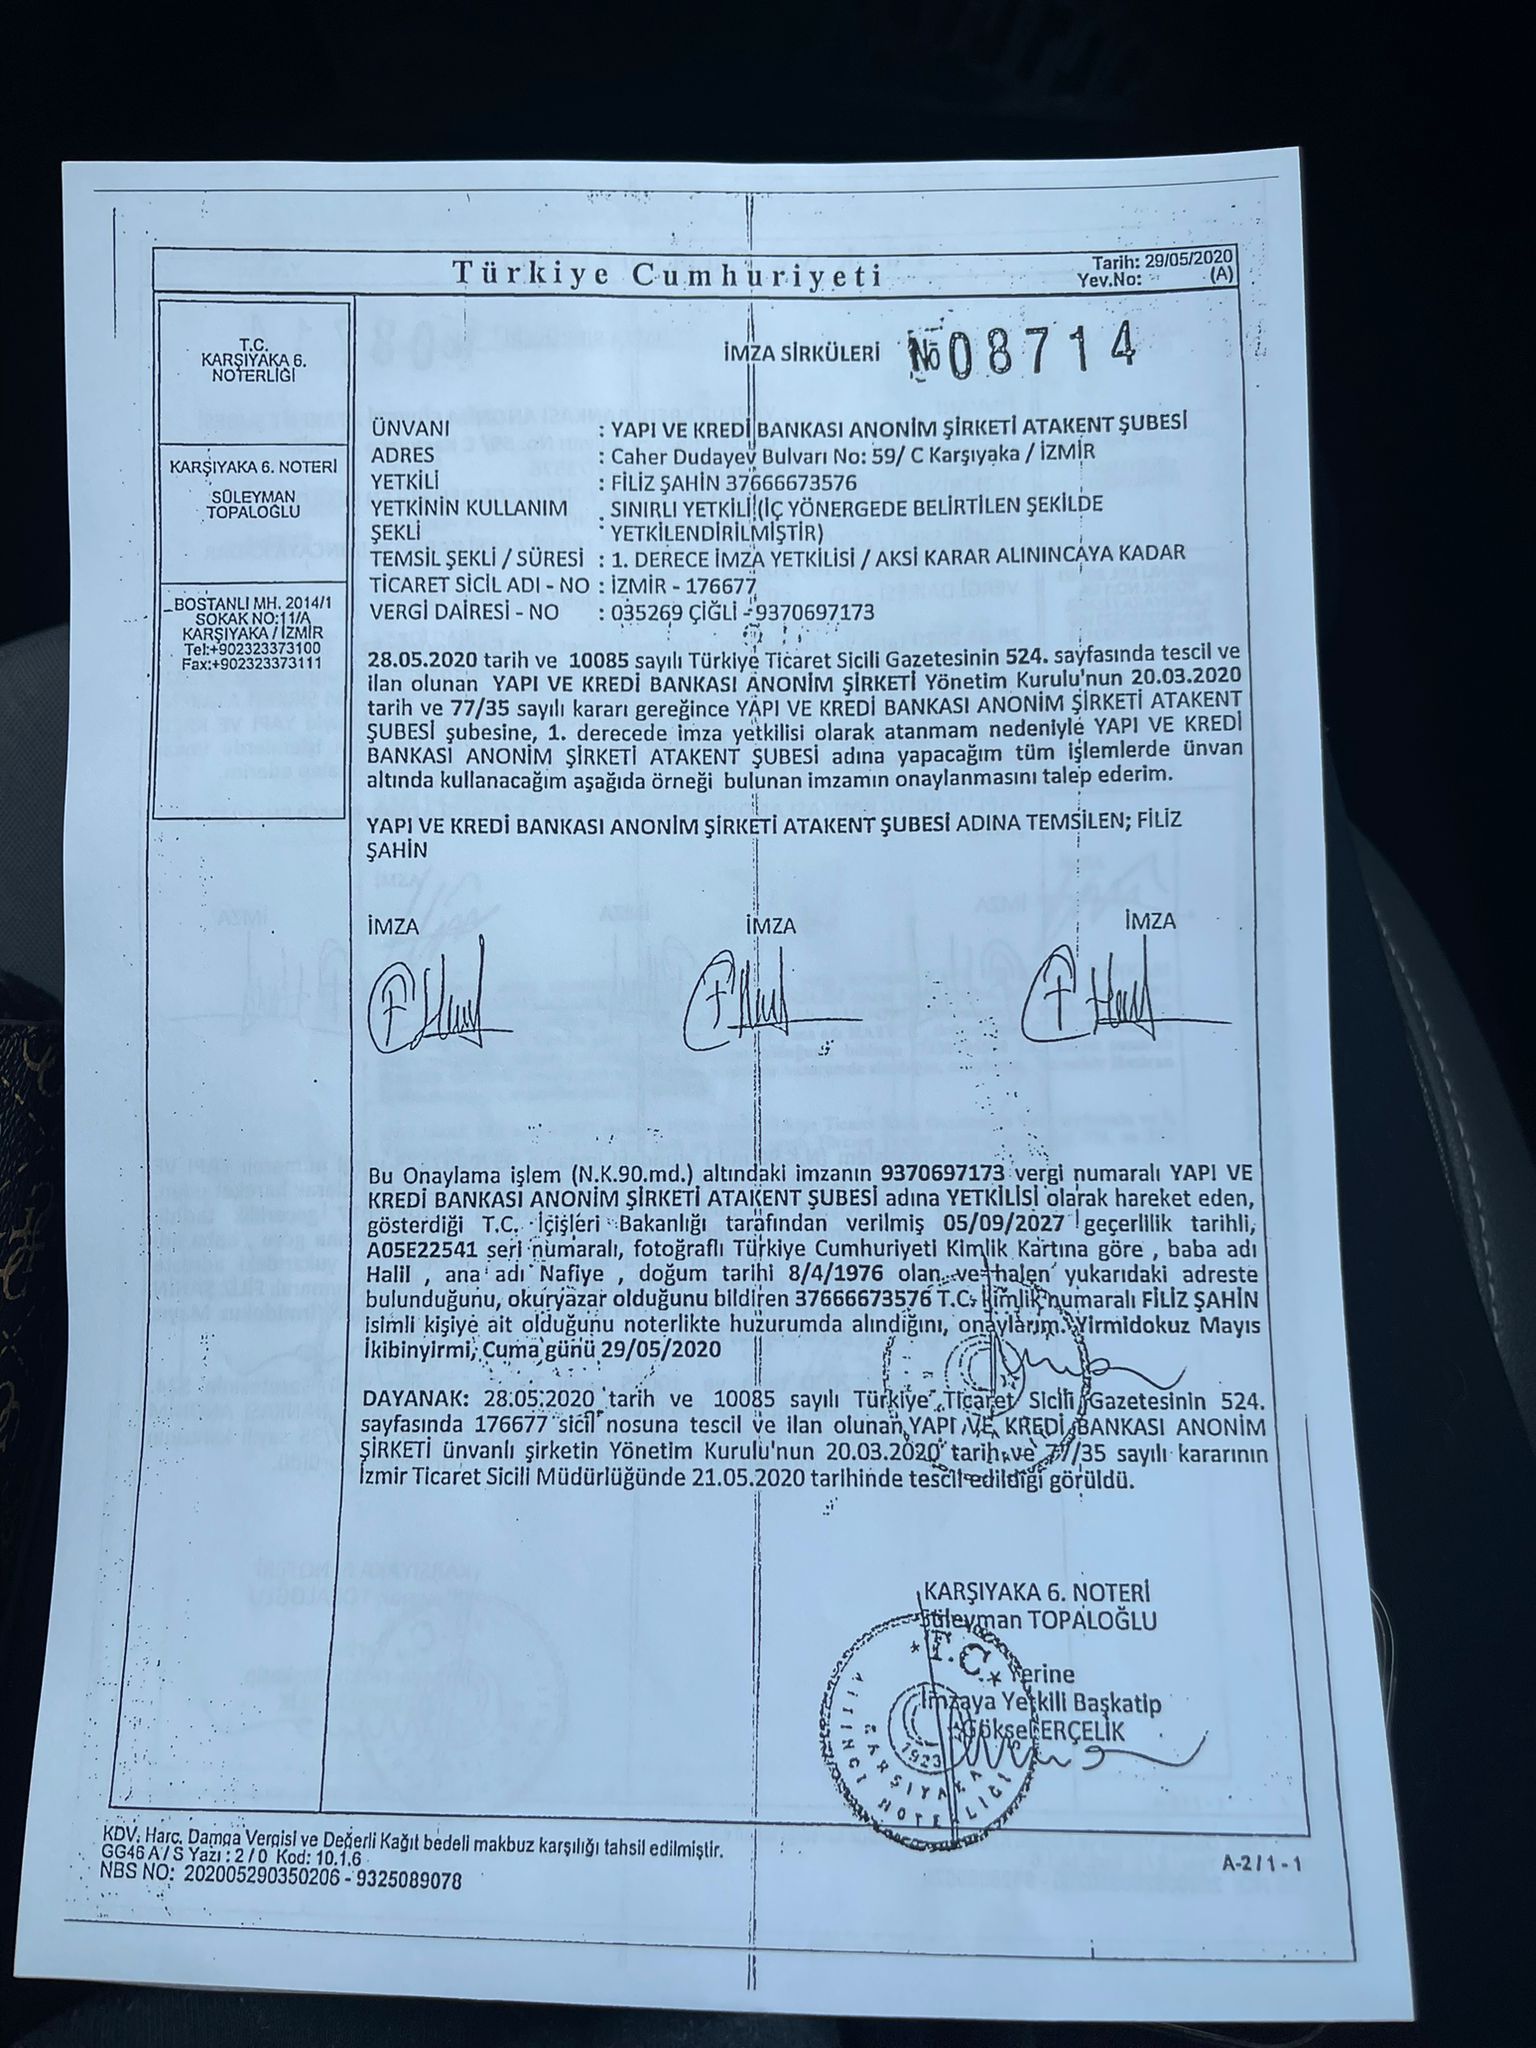 Türkiye Cumhuriyeti
Tarih: 29/05/2020
Yev.No: (A)
T.C.
KARŞIYAKA 6.
NOTERLİĞİ
KARŞIYAKA 6. NOTERİ
SÜLEYMAN
TOPALOĞLU
BOSTANLI MH. 2014/1
SOKAK NO:11/A
KARŞIYAKA / İZMİR
Tel:+902323373100
Fax:+902323373111
İMZA SİRKÜLERİ No 08714
ÜNVANI : YAPI VE KREDİ BANKASI ANONİM ŞİRKETİ ATAKENT ŞUBESİ
ADRES : Caher Dudayev Bulvarı No: 59/ C Karşıyaka / İZMİR
YETKİLİ : FİLİZ ŞAHİN 37666673576
YETKİNİN KULLANIM ŞEKLİ : SINIRLI YETKİLİ (İÇ YÖNERGEDE BELİRTİLEN ŞEKİLDE
YETKİLENDİRİLMİŞTİR)
TEMSİL ŞEKLİ / SÜRESİ : 1. DERECE İMZA YETKİLİSİ / AKSİ KARAR ALININCAYA KADAR
TİCARET SİCİL ADI - NO : İZMİR - 176677
VERGİ DAİRESİ - NO : 035269 ÇİĞLİ - 9370697173
28.05.2020 tarih ve 10085 sayılı Türkiye Ticaret Sicili Gazetesinin 524. sayfasında tescil ve
ilan olunan YAPI VE KREDİ BANKASI ANONİM ŞİRKETİ Yönetim Kurulu'nun 20.03.2020
tarih ve 77/35 sayılı kararı gereğince YAPI VE KREDİ BANKASI ANONİM ŞİRKETİ ATAKENT
ŞUBESİ şubesine, 1. derecede imza yetkilisi olarak atanmam nedeniyle YAPI VE KREDİ
BANKASI ANONİM ŞİRKETİ ATAKENT ŞUBESİ adına yapacağım tüm işlemlerde ünvan
altında kullanacağım aşağıda örneği bulunan imzamın onaylanmasını talep ederim.
YAPI VE KREDİ BANKASI ANONİM ŞİRKETİ ATAKENT ŞUBESİ ADINA TEMSİLEN; FİLİZ
ŞAHİN
İMZA İMZA İMZA
Bu Onaylama işlem (N.K.90.md.) altındaki imzanın 9370697173 vergi numaralı YAPI VE
KREDİ BANKASI ANONİM ŞİRKETİ ATAKENT ŞUBESİ adına YETKİLİSİ olarak hareket eden,
gösterdiği T.C. İçişleri Bakanlığı tarafından verilmiş 05/09/2027 geçerlilik tarihli,
A05E22541 seri numaralı, fotoğraflı Türkiye Cumhuriyeti Kimlik Kartına göre , baba adı
Halil , ana adı Nafiye , doğum tarihi 8/4/1976 olan ve halen yukarıdaki adreste
bulunduğunu, okuryazar olduğunu bildiren 37666673576 T.C. Kimlik numaralı FİLİZ ŞAHİN
isimli kişiye ait olduğunu noterlikte huzurumda alındığını, onaylarım. Yirmidokuz Mayıs
İkibinyirmi, Cuma günü 29/05/2020
DAYANAK: 28.05.2020 tarih ve 10085 sayılı Türkiye Ticaret Sicili Gazetesinin 524.
sayfasında 176677 sicil nosuna tescil ve ilan olunan YAPI VE KREDİ BANKASI ANONİM
ŞİRKETİ ünvanlı şirketin Yönetim Kurulu'nun 20.03.2020 tarih ve 77/35 sayılı kararının
İzmir Ticaret Sicili Müdürlüğünde 21.05.2020 tarihinde tescil edildiği görüldü.
KARŞIYAKA 6. NOTERİ
Süleyman TOPALOĞLU
Yerine
İmzaya Yetkili Başkatip
Göksel ERÇELİK
T.C.
1923
KARŞIYAKA
ALTINCI NOTERLİĞİ
KDV, Harc, Damga Vergisi ve Değerli Kağıt bedeli makbuz karşılığı tahsil edilmiştir.
GG46 A / S Yazı : 2 / 0 Kod: 10.1.6
NBS NO: 202005290350206 - 9325089078
A-2 / 1 - 1